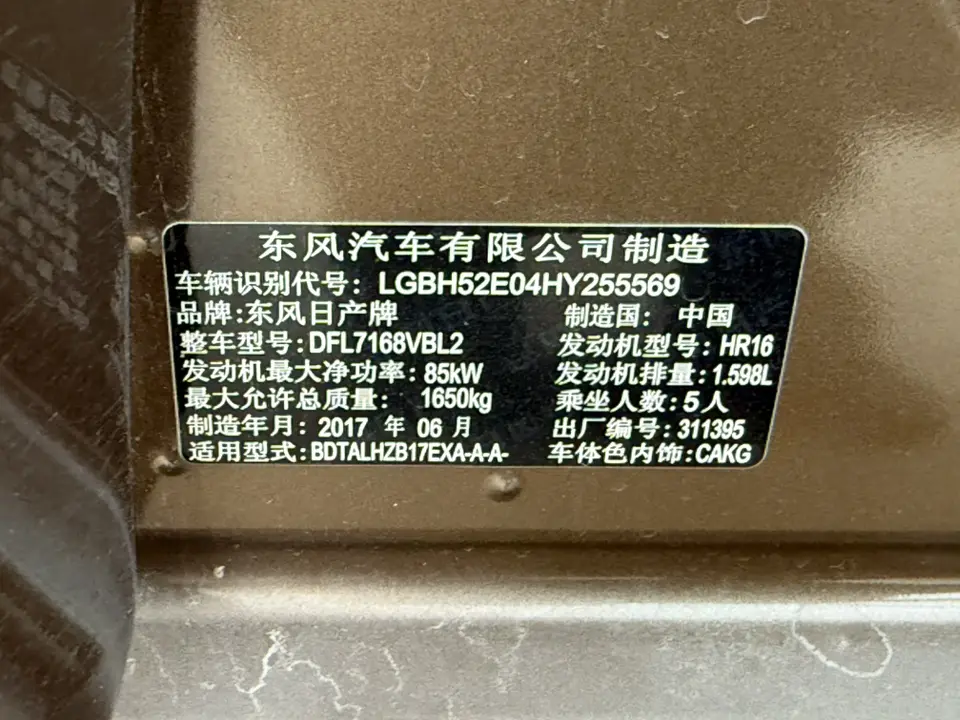 东风汽车有限公司制造
车辆识别代号: LGBH52E04HY255569
品牌:东风日产牌 制造国: 中国
整车型号:DFL7168VBL2 发动机型号: HR16
发动机最大净功率: 85kW 发动机排量: 1.598L
最大允许总质量: 1650kg 乘坐人数: 5人
制造年月: 2017 年 06 月 出厂编号: 311395
适用型式: BDTALHZB17EXA-A-A- 车体色内饰: CAKG